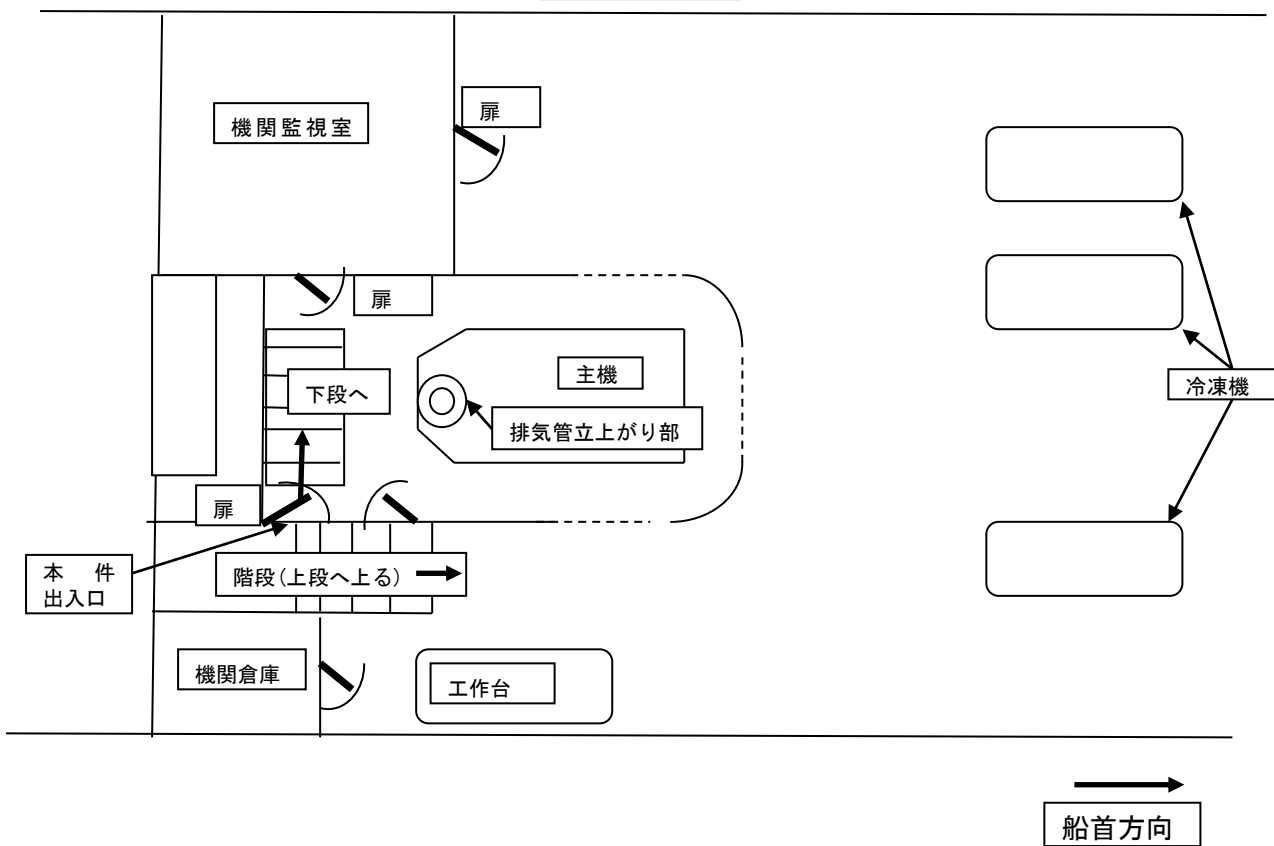 扉
機関監視室
扉
主機
下段へ
冷凍機
排気管立上がり部
扉
本 件
出入口
階段(上段へ上る)
機関倉庫
工作台
船首方向